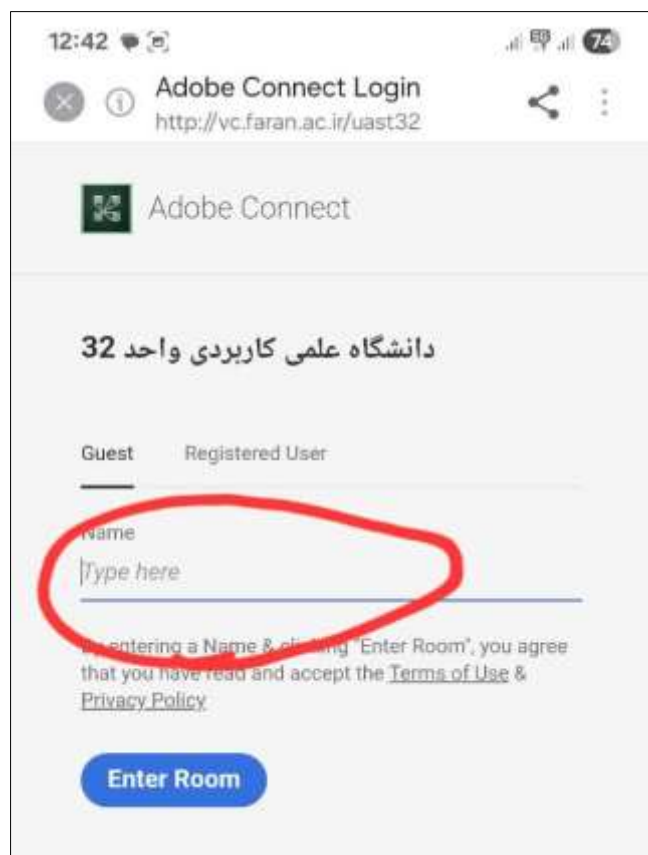 12:42
74
Adobe Connect Login
http://vc.faran.ac.ir/uast32
Adobe Connect
دانشگاه علمی کاربردی واحد 32
Guest Registered User
Name
Type here
By entering a Name & clicking "Enter Room", you agree
that you have read and accept the Terms of Use &
Privacy Policy
Enter Room